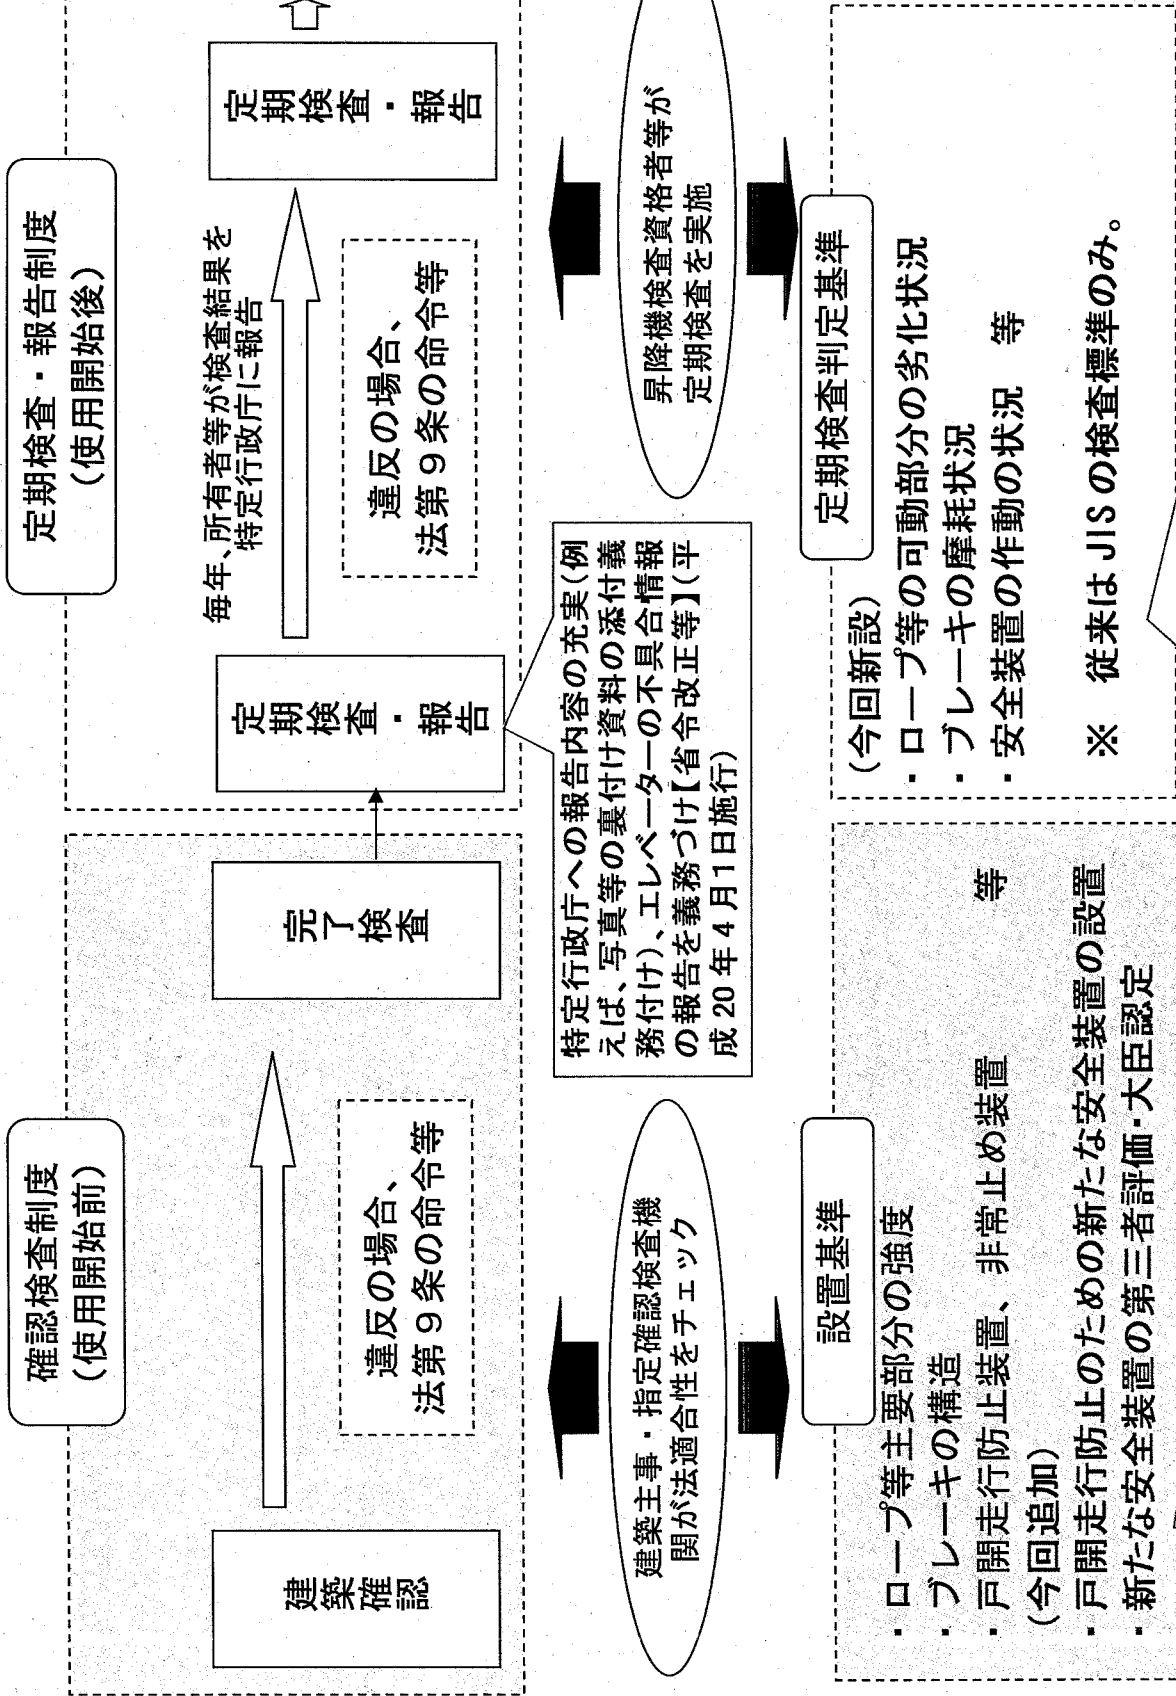 確認検査制度
（使用開始前）
建築確認
完了検査
違反の場合、
法第９条の命令等
定期検査・報告制度
（使用開始後）
定期検査・報告
毎年、所有者等が検査結果を
特定行政庁に報告
違反の場合、
法第９条の命令等
定期検査・報告
特定行政庁への報告内容の充実（例
えば、写真等の裏付け資料の添付義
務付け）、エレベーターの不具合情報
の報告を義務づけ【省令改正等】（平
成20年4月1日施行）
建築主事・指定確認検査機
関が法適合性をチェック
昇降機検査資格者等が
定期検査を実施
設置基準
・ロープ等主要部分の強度
・ブレーキの構造
・戸開走行防止装置、非常止め装置　等
（今回追加）
・戸開走行防止のための新たな安全装置の設置
・新たな安全装置の第三者評価・大臣認定
定期検査判定基準
（今回新設）
・ロープ等の可動部分の劣化状況
・ブレーキの摩耗状況
・安全装置の作動の状況　等
※　従来はJISの検査標準のみ。